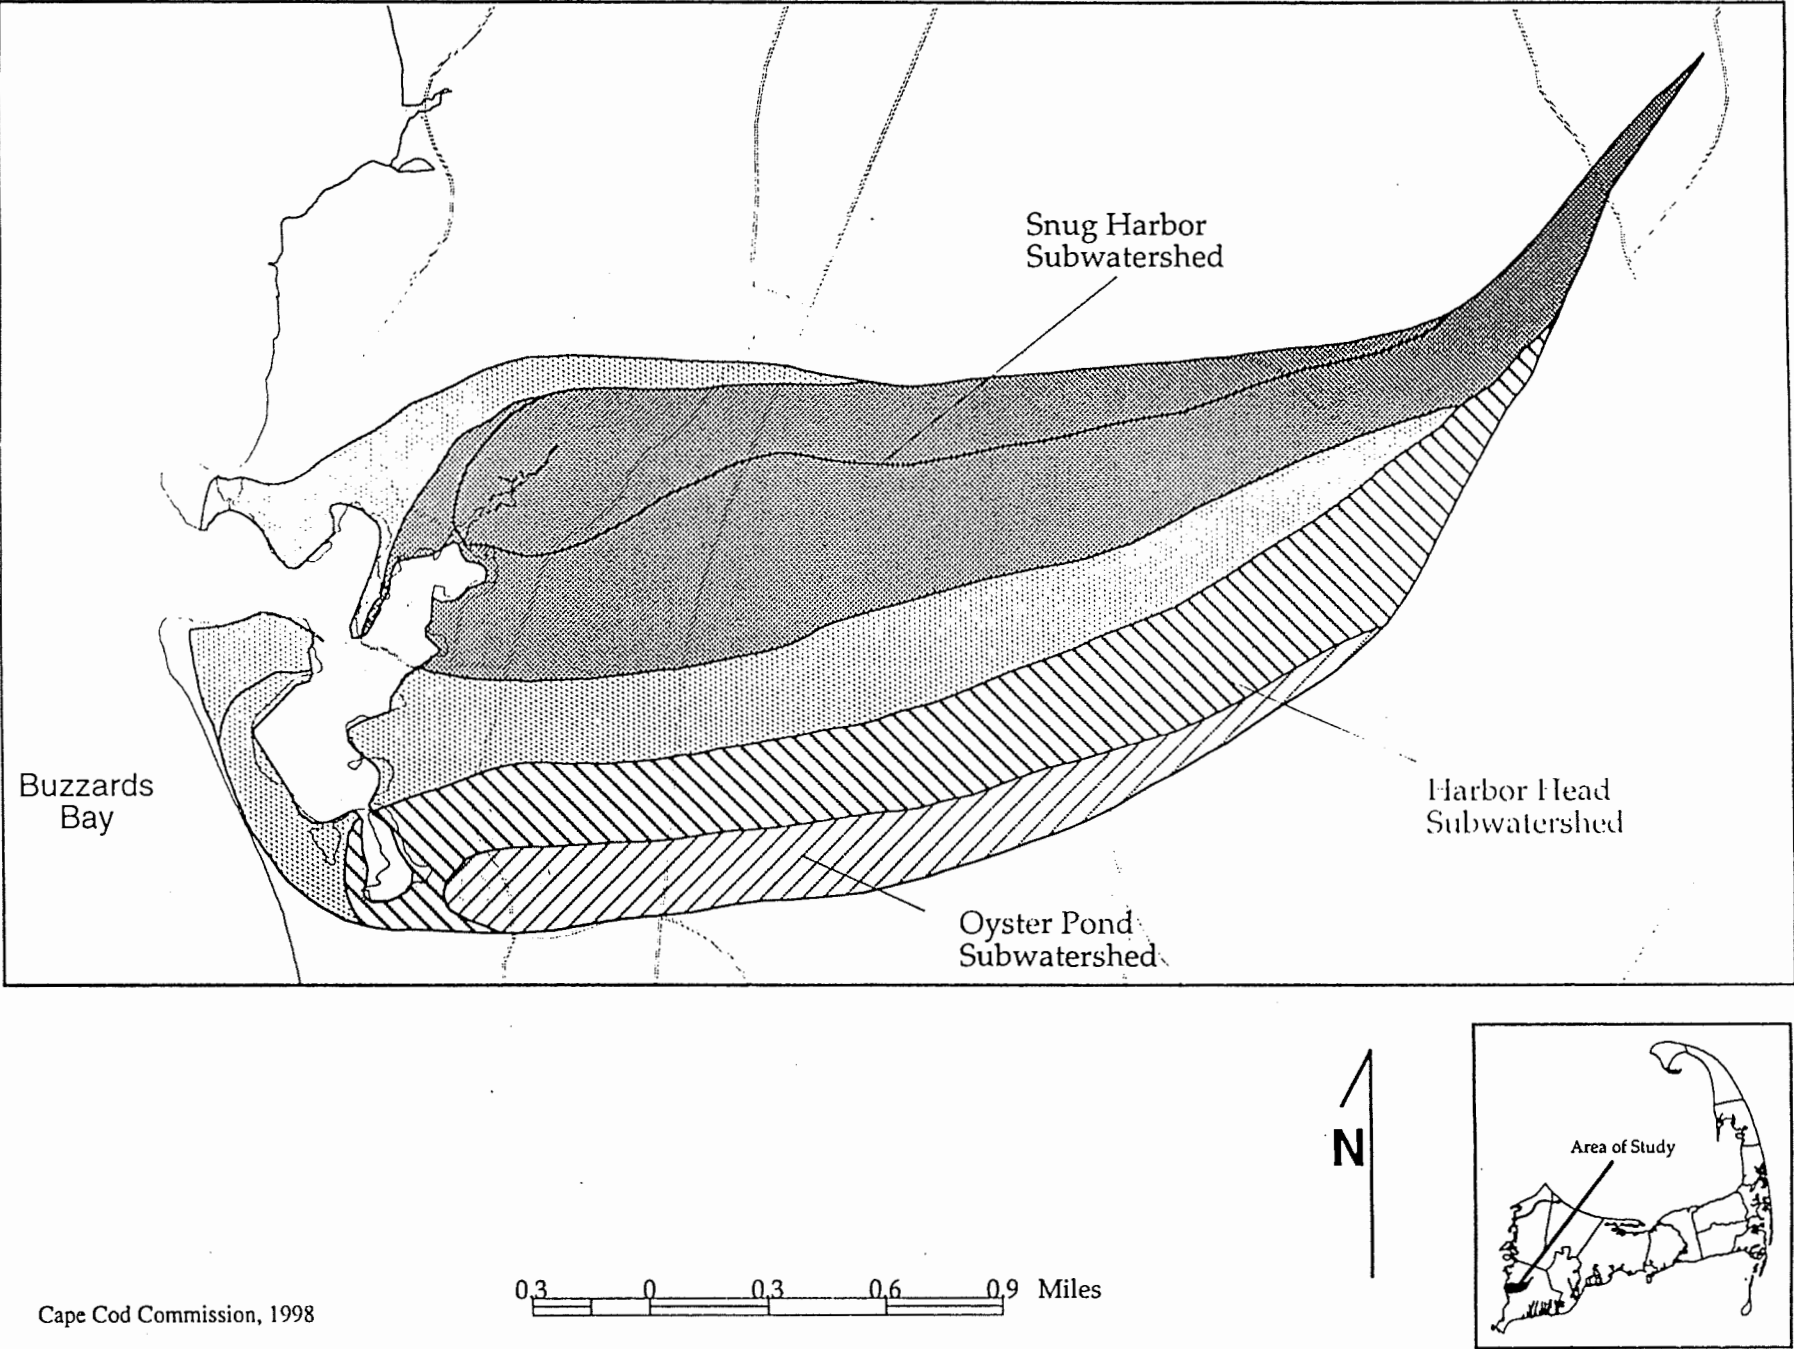 Snug Harbor
Subwatershed
Buzzards
Bay
Harbor Head
Subwatershed
Oyster Pond
Subwatershed
N
Area of Study
0.3 0 0.3 0.6 0.9 Miles
Cape Cod Commission, 1998